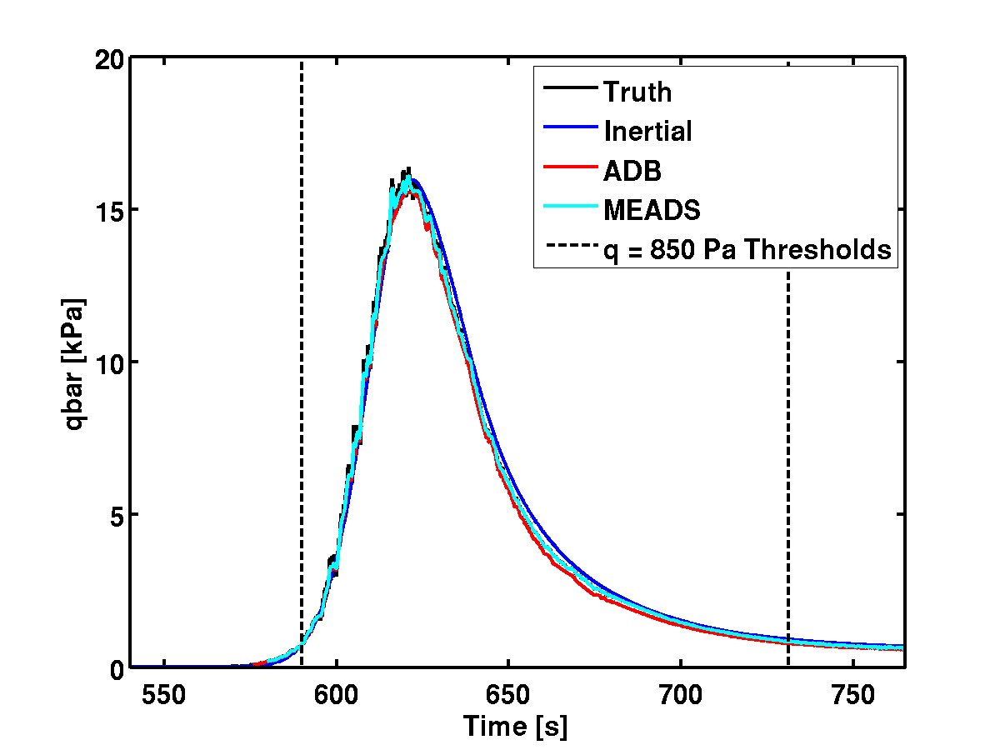 20
15
10
5
0
qbar [kPa]
Truth
Inertial
ADB
MEADS
q = 850 Pa Thresholds
550 600 650 700 750
Time [s]